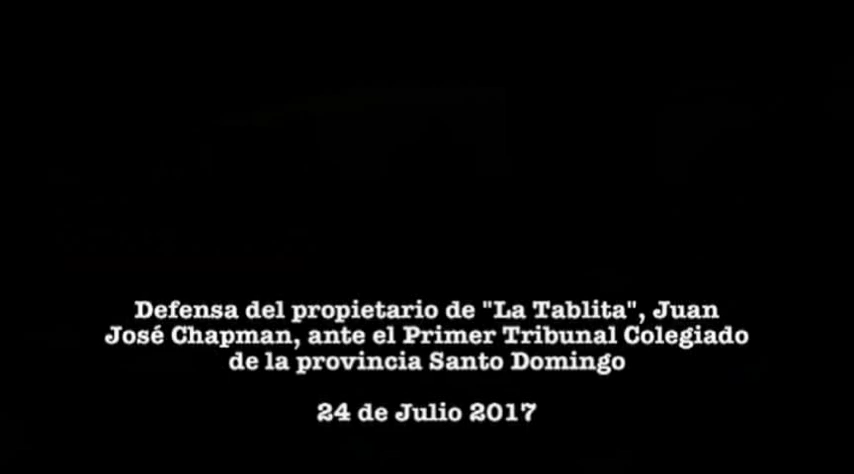 Defensa del propietario de "La Tablita", Juan
José Chapman, ante el Primer Tribunal Colegiado
de la provincia Santo Domingo
24 de Julio 2017